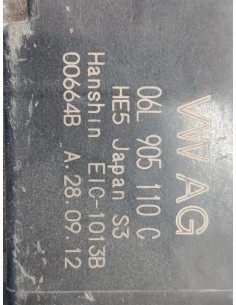 VW AG
06L 905 110 C
HE5 Japan S3
Hanshin EIC-1013B
00664B A.28.09.12